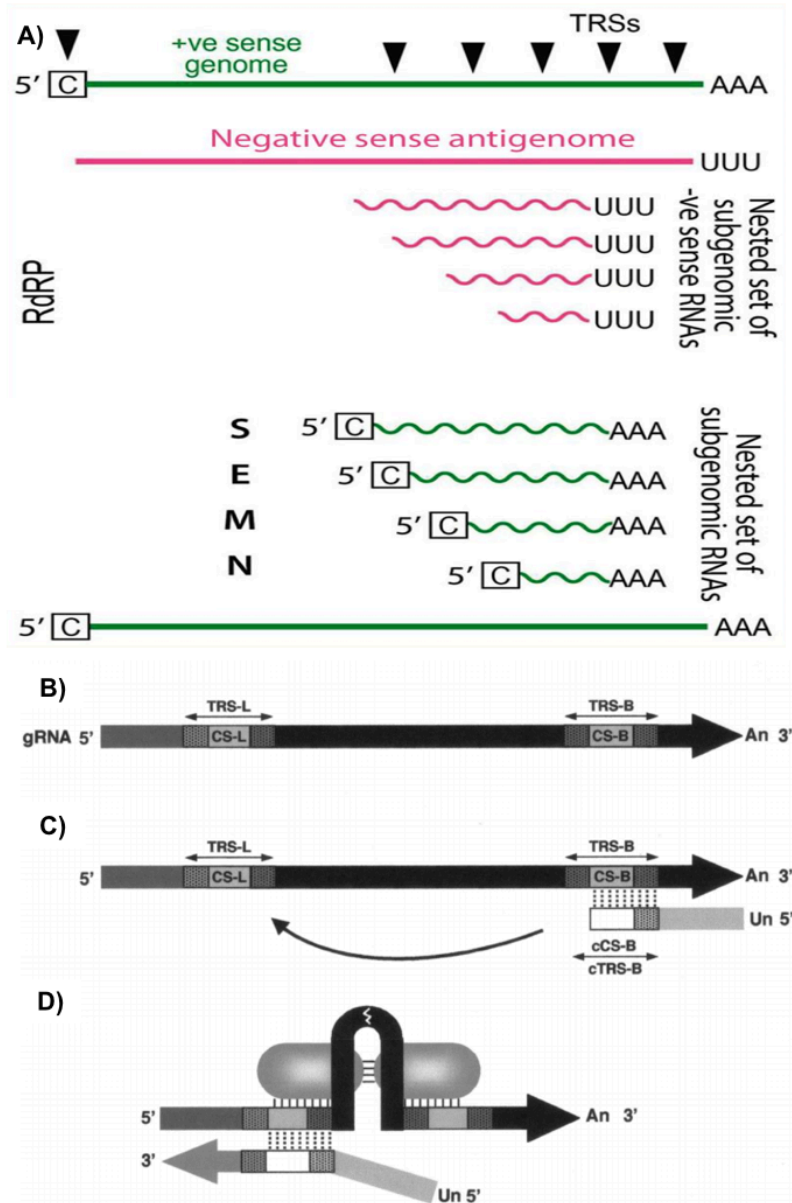 A)
TRSs
+ve sense
genome
5′ C AAA
Negative sense antigenome
UUU
UUU
UUU
UUU
UUU
Nested set of
subgenomic
-ve sense RNAs
RdRP
S 5′ C AAA
E 5′ C AAA
M 5′ C AAA
N 5′ C AAA
Nested set of
subgenomic RNAs
5′ C AAA
B)
TRS-L TRS-B
gRNA 5' CS-L CS-B An 3'
C)
TRS-L TRS-B
5' CS-L CS-B An 3'
Un 5'
cCS-B
cTRS-B
D)
5' An 3'
3'
Un 5'